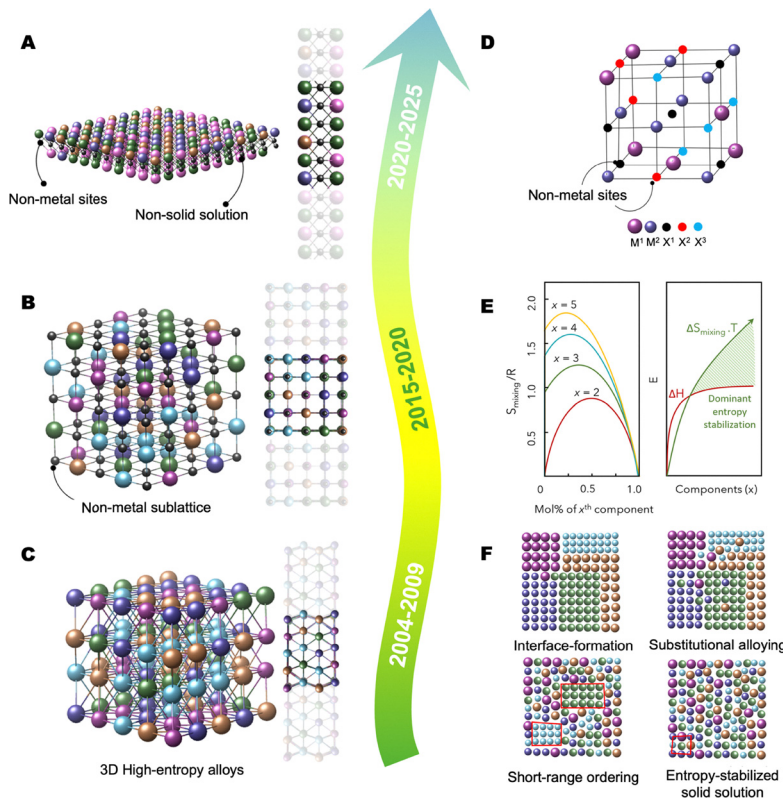 A
Non-metal sites
Non-solid solution
B
Non-metal sublattice
C
3D High-entropy alloys
2020-2025
2015-2020
2004-2009
D
Non-metal sites
M¹ M² X¹ X² X³
E
S_mixing/R
2.0
1.5
1.0
0.5
x = 5
x = 4
x = 3
x = 2
0 0.5 1.0
Mol% of xᵗʰ component
E
ΔS_mixing.T
ΔH
Dominant
entropy
stabilization
Components (x)
F
Interface-formation
Substitutional alloying
Short-range ordering
Entropy-stabilized
solid solution